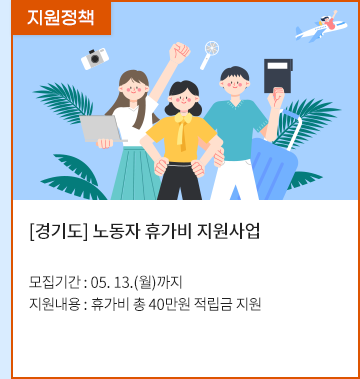 지원정책
[경기도] 노동자 휴가비 지원사업
모집기간 : 05. 13.(월)까지
지원내용 : 휴가비 총 40만원 적립금 지원